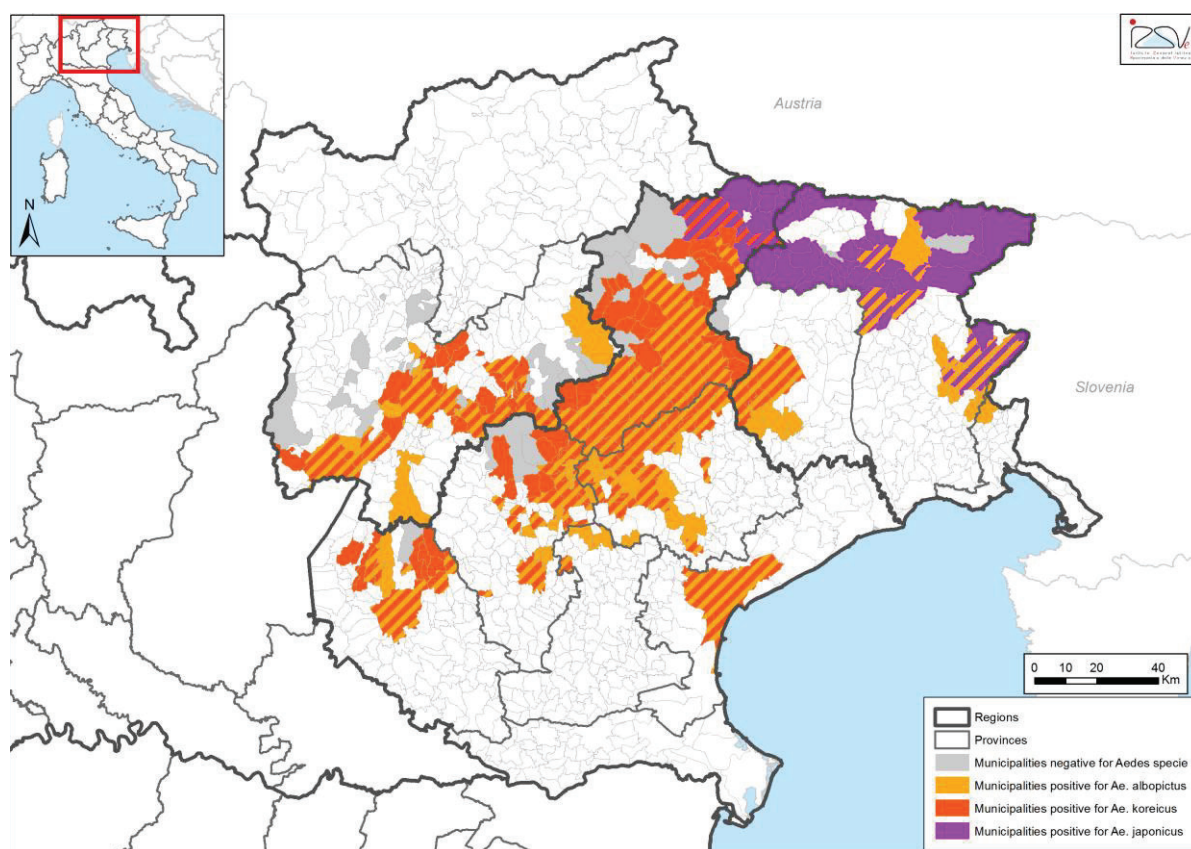 N
Austria
Slovenia
0 10 20 40
Km
Regions
Provinces
Municipalities negative for Aedes specie
Municipalities positive for Ae. albopictus
Municipalities positive for Ae. koreicus
Municipalities positive for Ae. japonicus